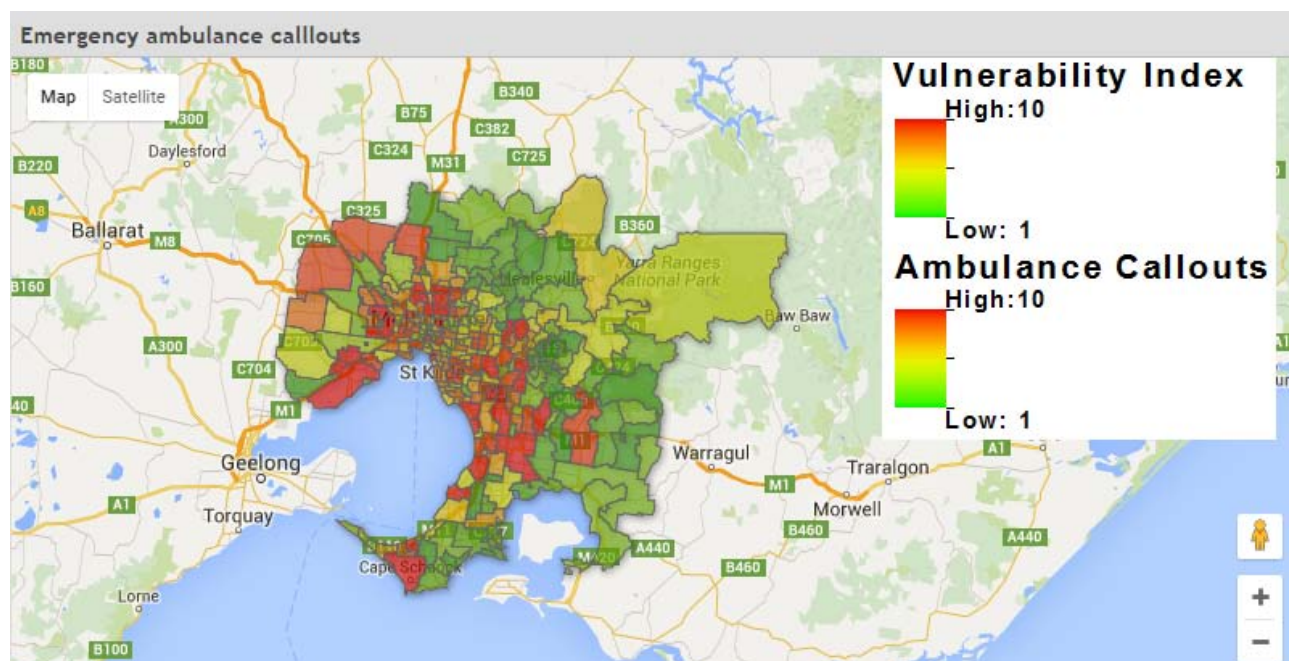 Emergency ambulance calllouts
Map
Satellite
Vulnerability Index
High:10
Low: 1
Ambulance Callouts
High:10
Low: 1
B180
A300
B75
B340
C382
C324
C725
M31
Daylesford
B220
A8
Ballarat
M8
C325
C705
B360
Yarra Ranges
National Park
B160
Baw Baw
A300
C704
St Kilda
M1
Geelong
A1
Torquay
Warragul
M1
Traralgon
A1
Morwell
B460
A440
A440
B460
M420
Cape Schanck
Lorne
B100
+
−